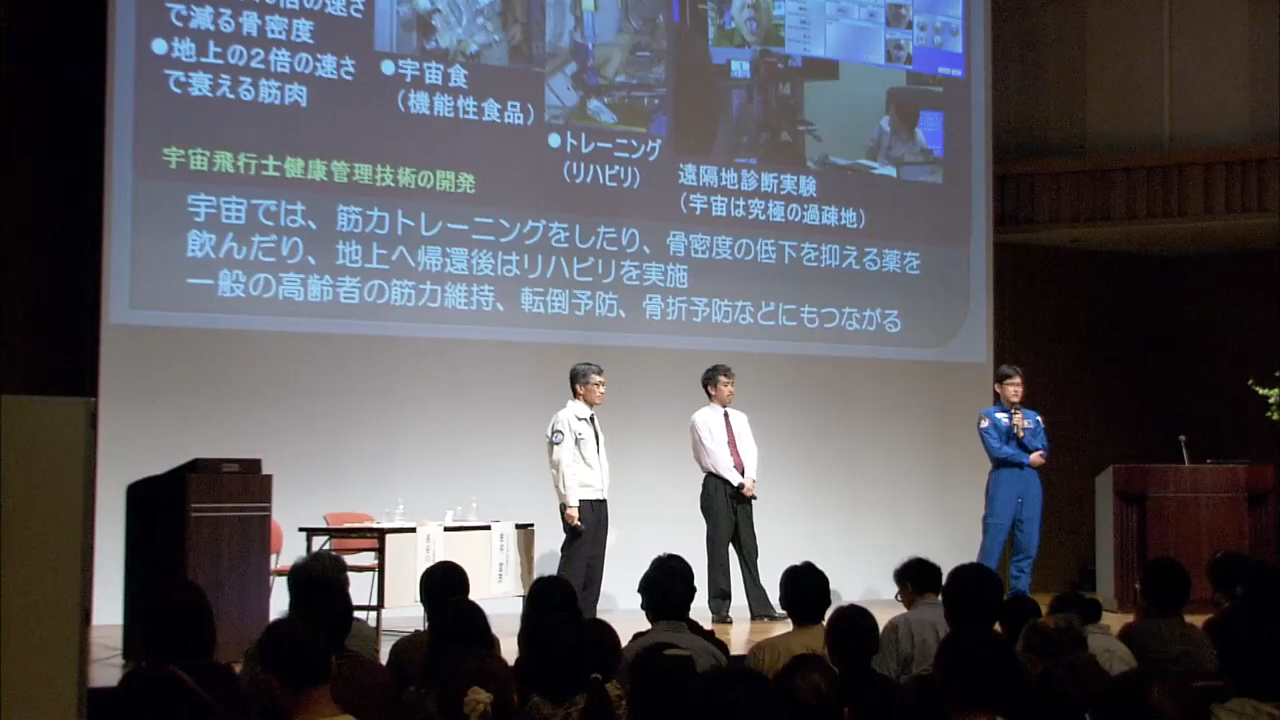 倍の速さ
で減る骨密度
●地上の2倍の速さ
で衰える筋肉
●宇宙食
(機能性食品)
●トレーニング
(リハビリ)
遠隔地診断実験
(宇宙は究極の過疎地)
宇宙飛行士健康管理技術の開発
宇宙では、筋力トレーニングをしたり、骨密度の低下を抑える薬を
飲んだり、地上へ帰還後はリハビリを実施
一般の高齢者の筋力維持、転倒予防、骨折予防などにもつながる